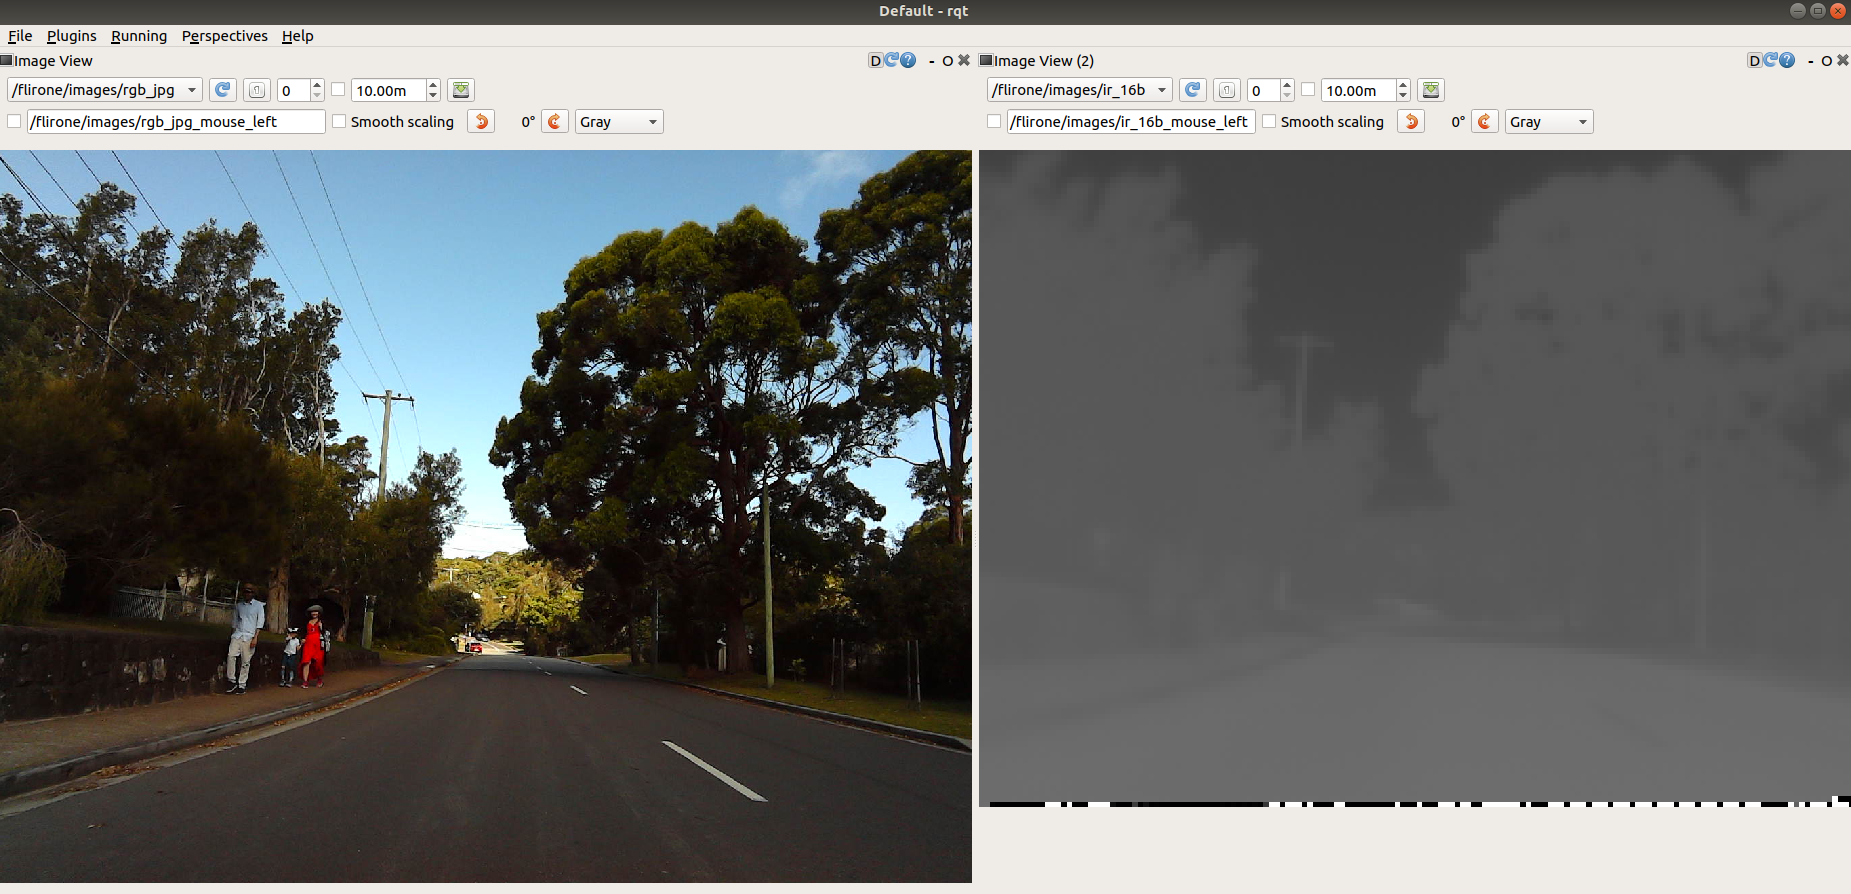 Default - rqt
File Plugins Running Perspectives Help
Image View
D ? - O
/flirone/images/rgb_jpg 0 10.00m
/flirone/images/rgb_jpg_mouse_left Smooth scaling 0° Gray
Image View (2)
D ? - O
/flirone/images/ir_16b 0 10.00m
/flirone/images/ir_16b_mouse_left Smooth scaling 0° Gray